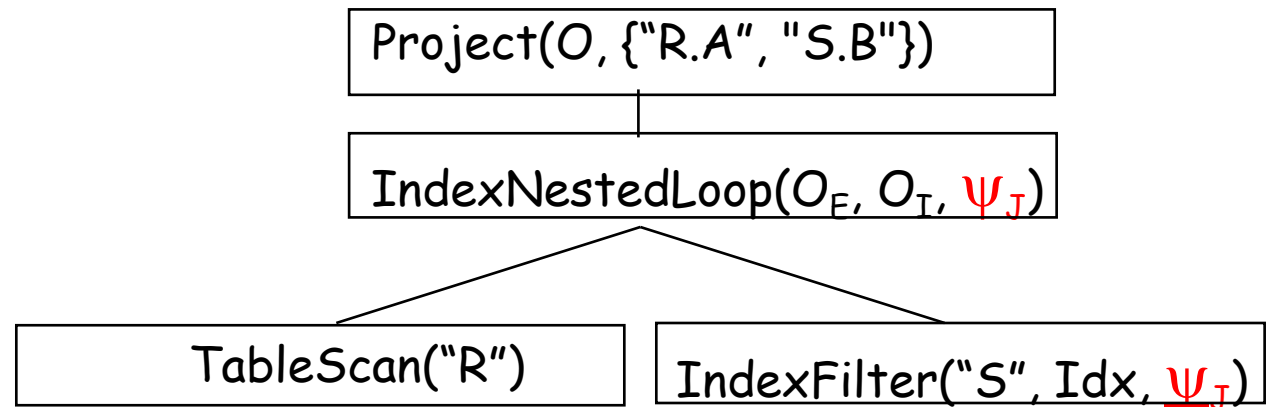 Project(O, {“R.A”, "S.B"})
IndexNestedLoop(O_E, O_I, ψ_J)
TableScan(“R”)
IndexFilter(“S”, Idx, ψ_J)